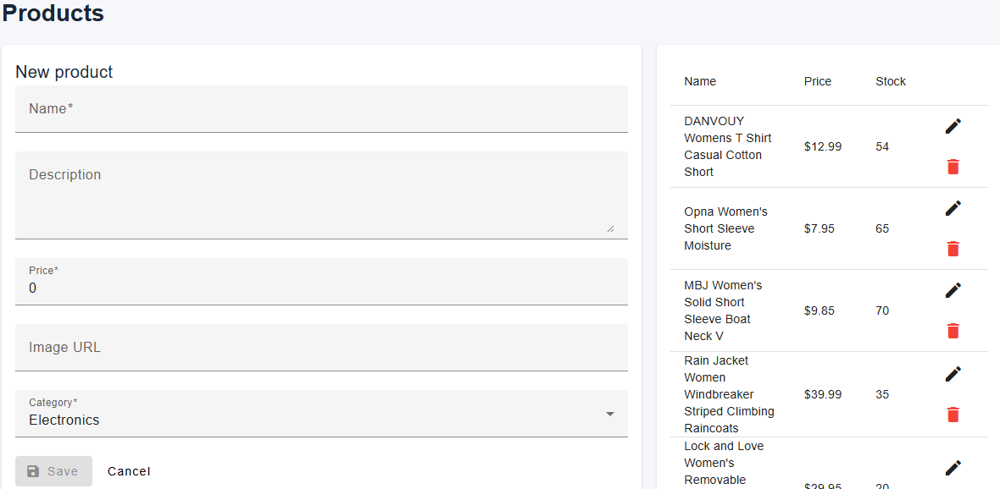 Products
New product
Name*
Description
Price*
0
Image URL
Category*
Electronics
Save
Cancel
Name Price Stock
DANVOUY
Womens T Shirt
Casual Cotton
Short
$12.99
54
Opna Women's
Short Sleeve
Moisture
$7.95
65
MBJ Women's
Solid Short
Sleeve Boat
Neck V
$9.85
70
Rain Jacket
Women
Windbreaker
Striped Climbing
Raincoats
$39.99
35
Lock and Love
Women's
Removable
$29.95
20